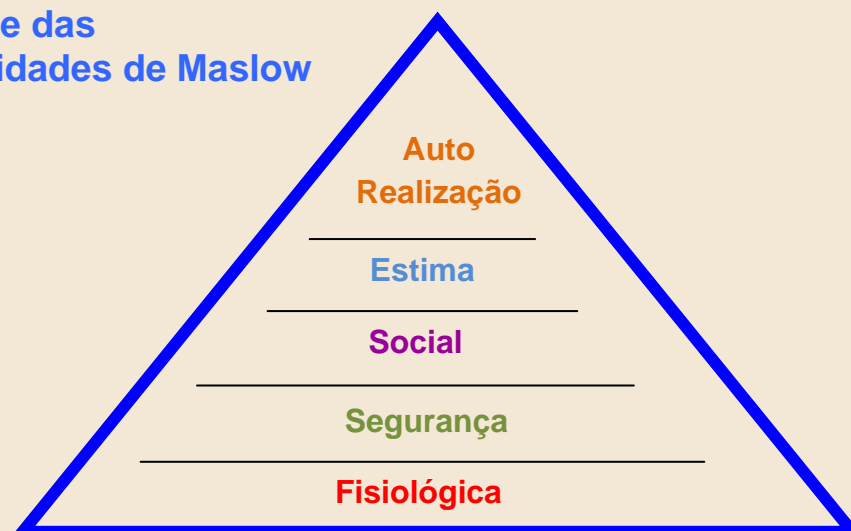 e das
idades de Maslow
Auto
Realização
Estima
Social
Segurança
Fisiológica